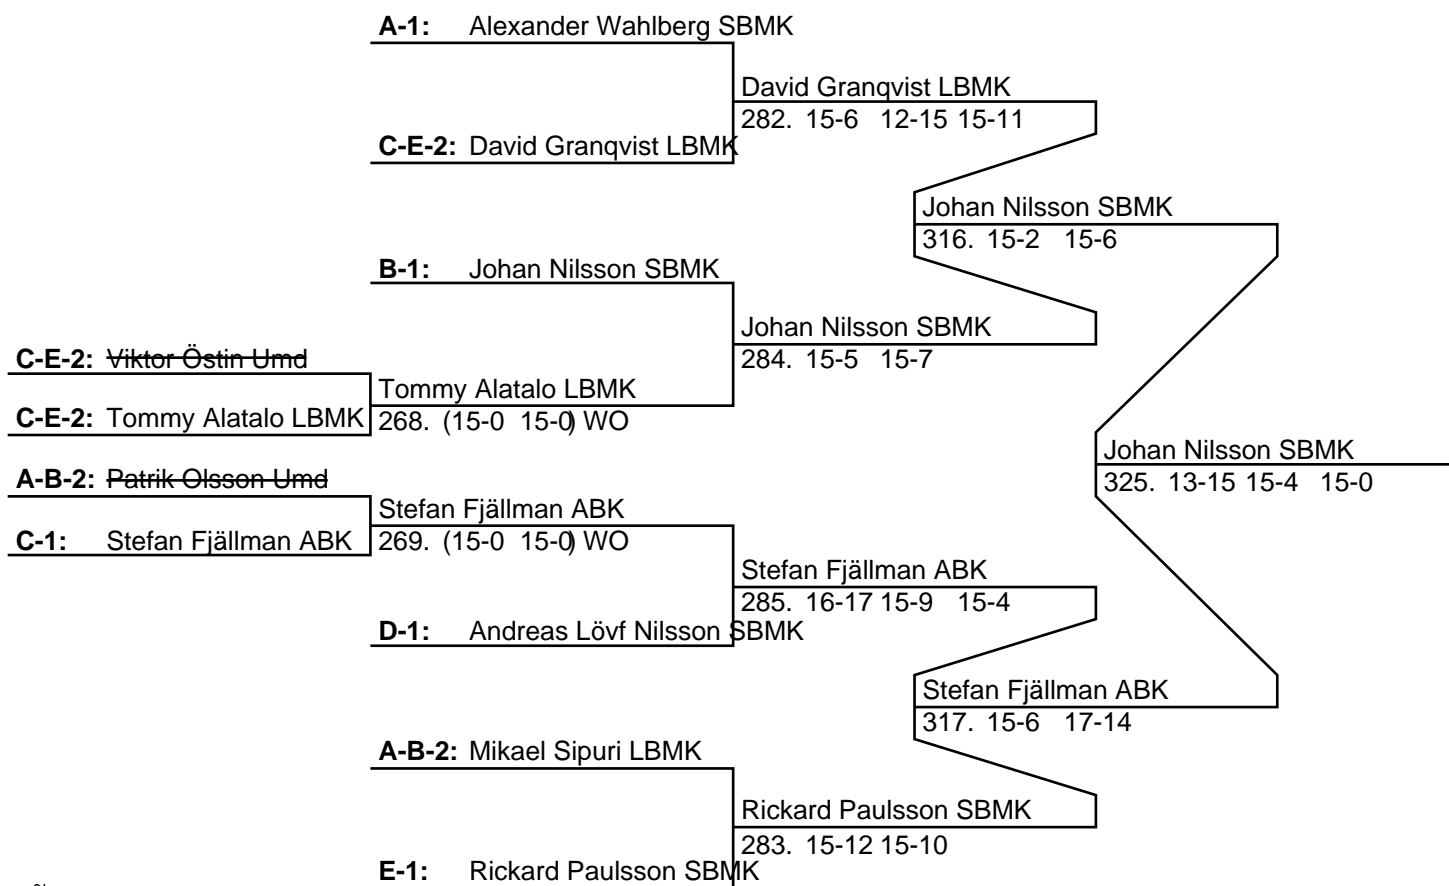 A-1: Alexander Wahlberg SBMK
David Granqvist LBMK
282. 15-6 12-15 15-11
C-E-2: David Granqvist LBMK
Johan Nilsson SBMK
316. 15-2 15-6
B-1: Johan Nilsson SBMK
Johan Nilsson SBMK
284. 15-5 15-7
C-E-2: Viktor Östin Umd
Tommy Alatalo LBMK
268. (15-0 15-0) WO
C-E-2: Tommy Alatalo LBMK
Johan Nilsson SBMK
325. 13-15 15-4 15-0
A-B-2: Patrik Olsson Umd
Stefan Fjällman ABK
269. (15-0 15-0) WO
C-1: Stefan Fjällman ABK
Stefan Fjällman ABK
285. 16-17 15-9 15-4
D-1: Andreas Lövf Nilsson SBMK
Stefan Fjällman ABK
317. 15-6 17-14
A-B-2: Mikael Sipuri LBMK
Rickard Paulsson SBMK
283. 15-12 15-10
E-1: Rickard Paulsson SBMK